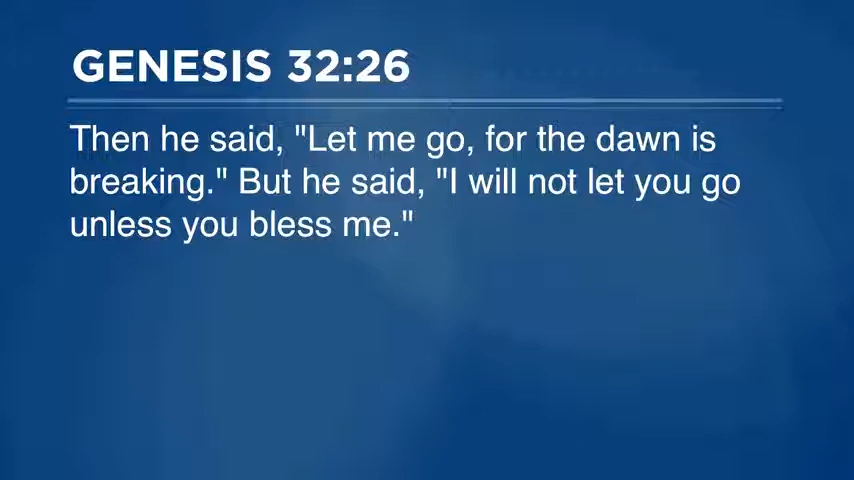 GENESIS 32:26
Then he said, "Let me go, for the dawn is
breaking." But he said, "I will not let you go
unless you bless me."